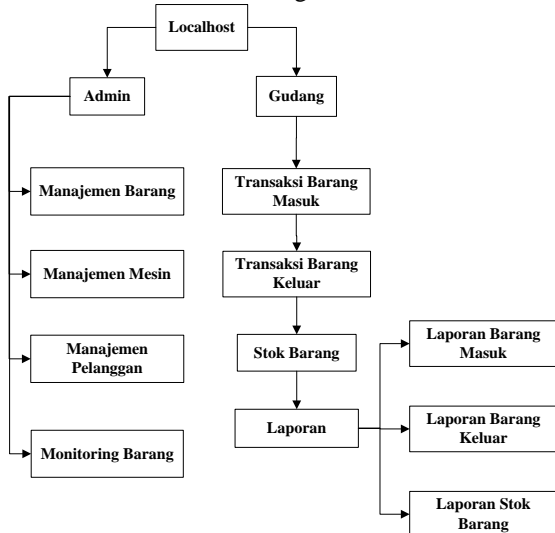 Localhost
Admin
Gudang
Manajemen Barang
Transaksi Barang
Masuk
Manajemen Mesin
Transaksi Barang
Keluar
Manajemen
Pelanggan
Stok Barang
Laporan Barang
Masuk
Monitoring Barang
Laporan
Laporan Barang
Keluar
Laporan Stok
Barang